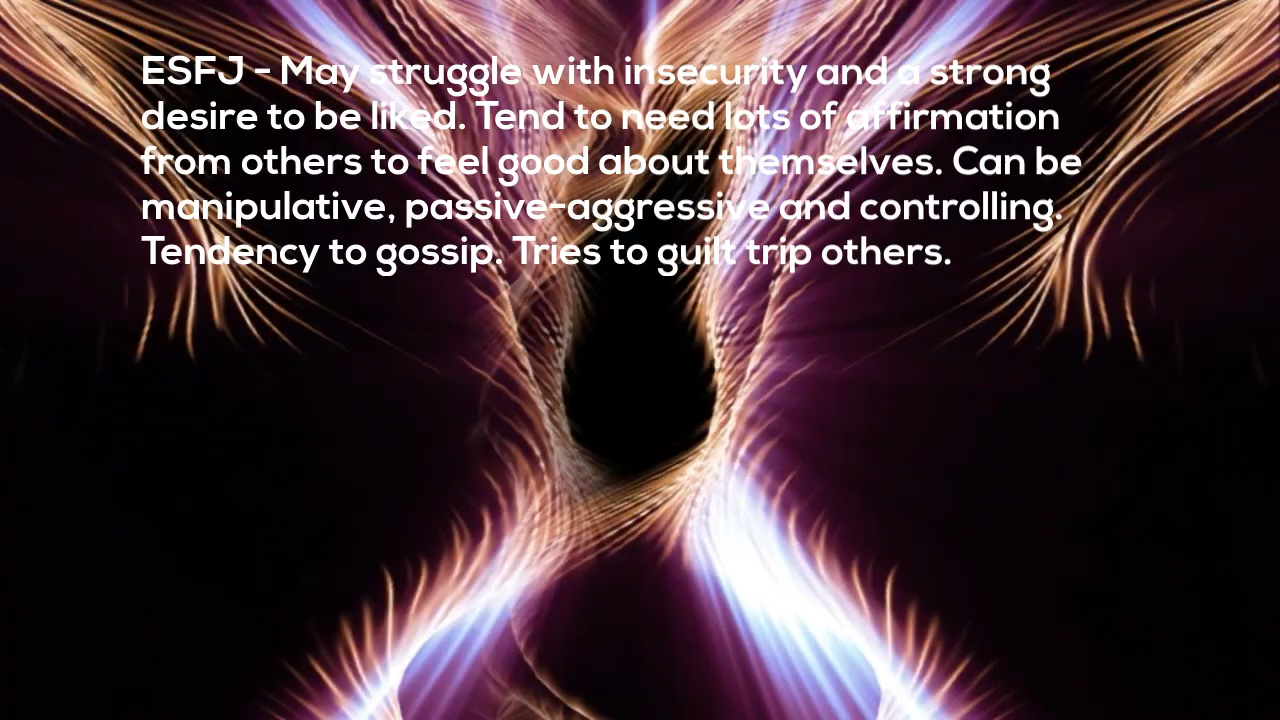 ESFJ - May struggle with insecurity and a strong
desire to be liked. Tend to need lots of affirmation
from others to feel good about themselves. Can be
manipulative, passive-aggressive and controlling.
Tendency to gossip. Tries to guilt trip others.